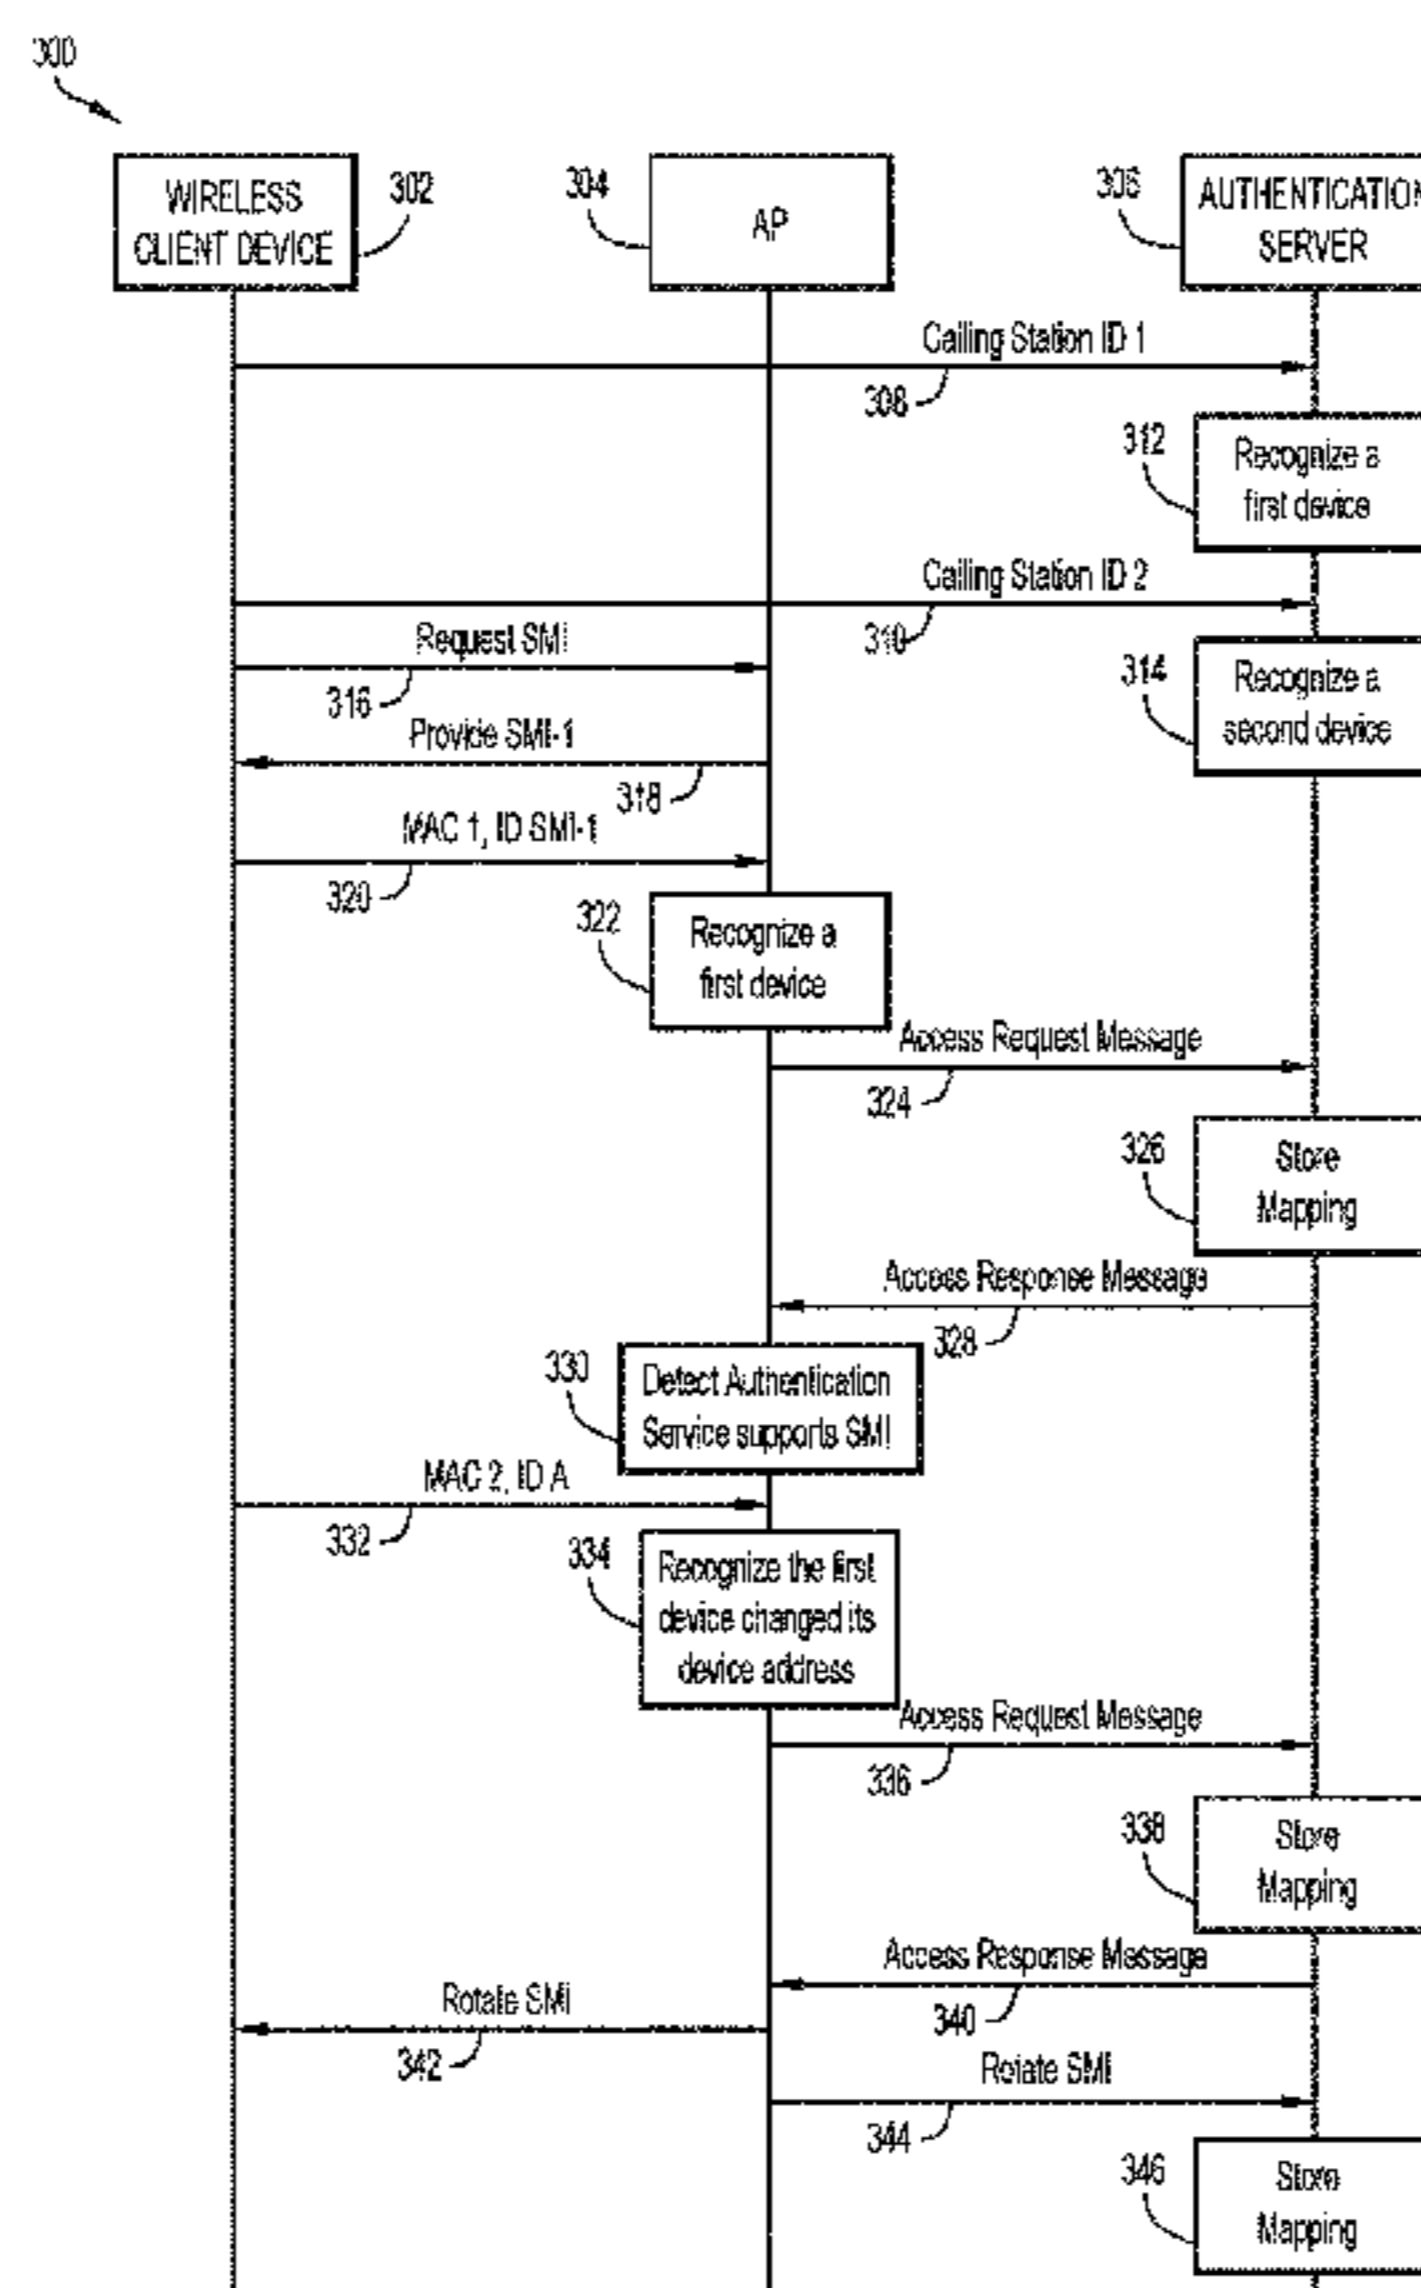 300
WIRELESS
CLIENT DEVICE
302
304
AP
306
AUTHENTICATION
SERVER
Calling Station ID 1
308
312
Recognize a
first device
Calling Station ID 2
310
Request SMI
316
314
Recognize a
second device
Provide SMI-1
318
MAC 1, ID SMI-1
320
322
Recognize a
first device
Access Request Message
324
326
Store
Mapping
Access Response Message
328
330
Detect Authentication
Service supports SMI
MAC 2, ID A
332
334
Recognize the first
device changed its
device address
Access Request Message
336
338
Store
Mapping
Access Response Message
340
Rotate SMI
342
Rotate SMI
344
346
Store
Mapping